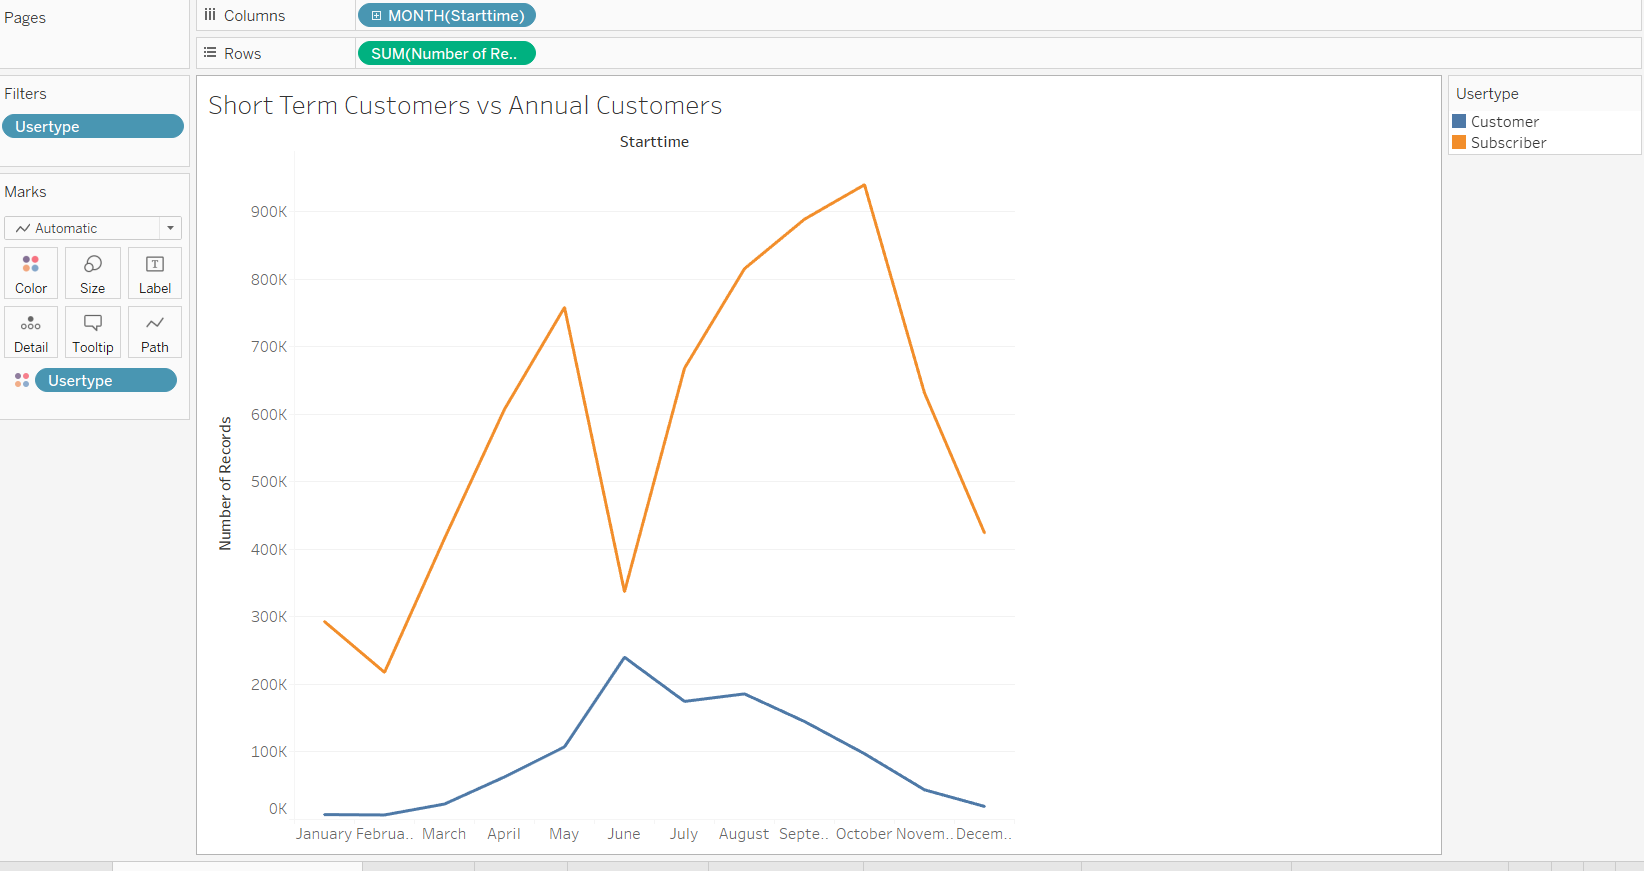 Pages
Columns
MONTH(Starttime)
Rows
SUM(Number of Re..
Filters
Usertype
Marks
Automatic
Color Size Label
Detail Tooltip Path
Usertype
Short Term Customers vs Annual Customers
Starttime
Number of Records
900K
800K
700K
600K
500K
400K
300K
200K
100K
0K
January Februa.. March April May June July August Septe.. October Novem.. Decem..
Usertype
Customer
Subscriber